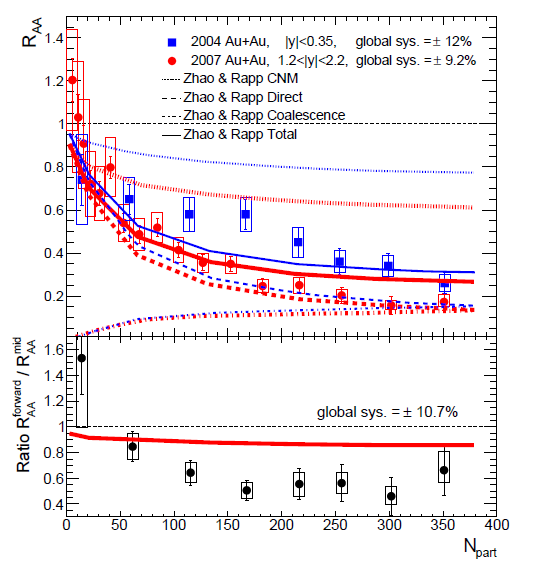 R_AA
1.4
1.2
1
0.8
0.6
0.4
0.2
2004 Au+Au, |y|<0.35, global sys. = ± 12%
2007 Au+Au, 1.2<|y|<2.2, global sys. = ± 9.2%
Zhao & Rapp CNM
Zhao & Rapp Direct
Zhao & Rapp Coalescence
Zhao & Rapp Total
Ratio R_AA^forward / R_AA^mid
1.6
1.4
1.2
1
0.8
0.6
0.4
global sys. = ± 10.7%
0 50 100 150 200 250 300 350 400
N_part